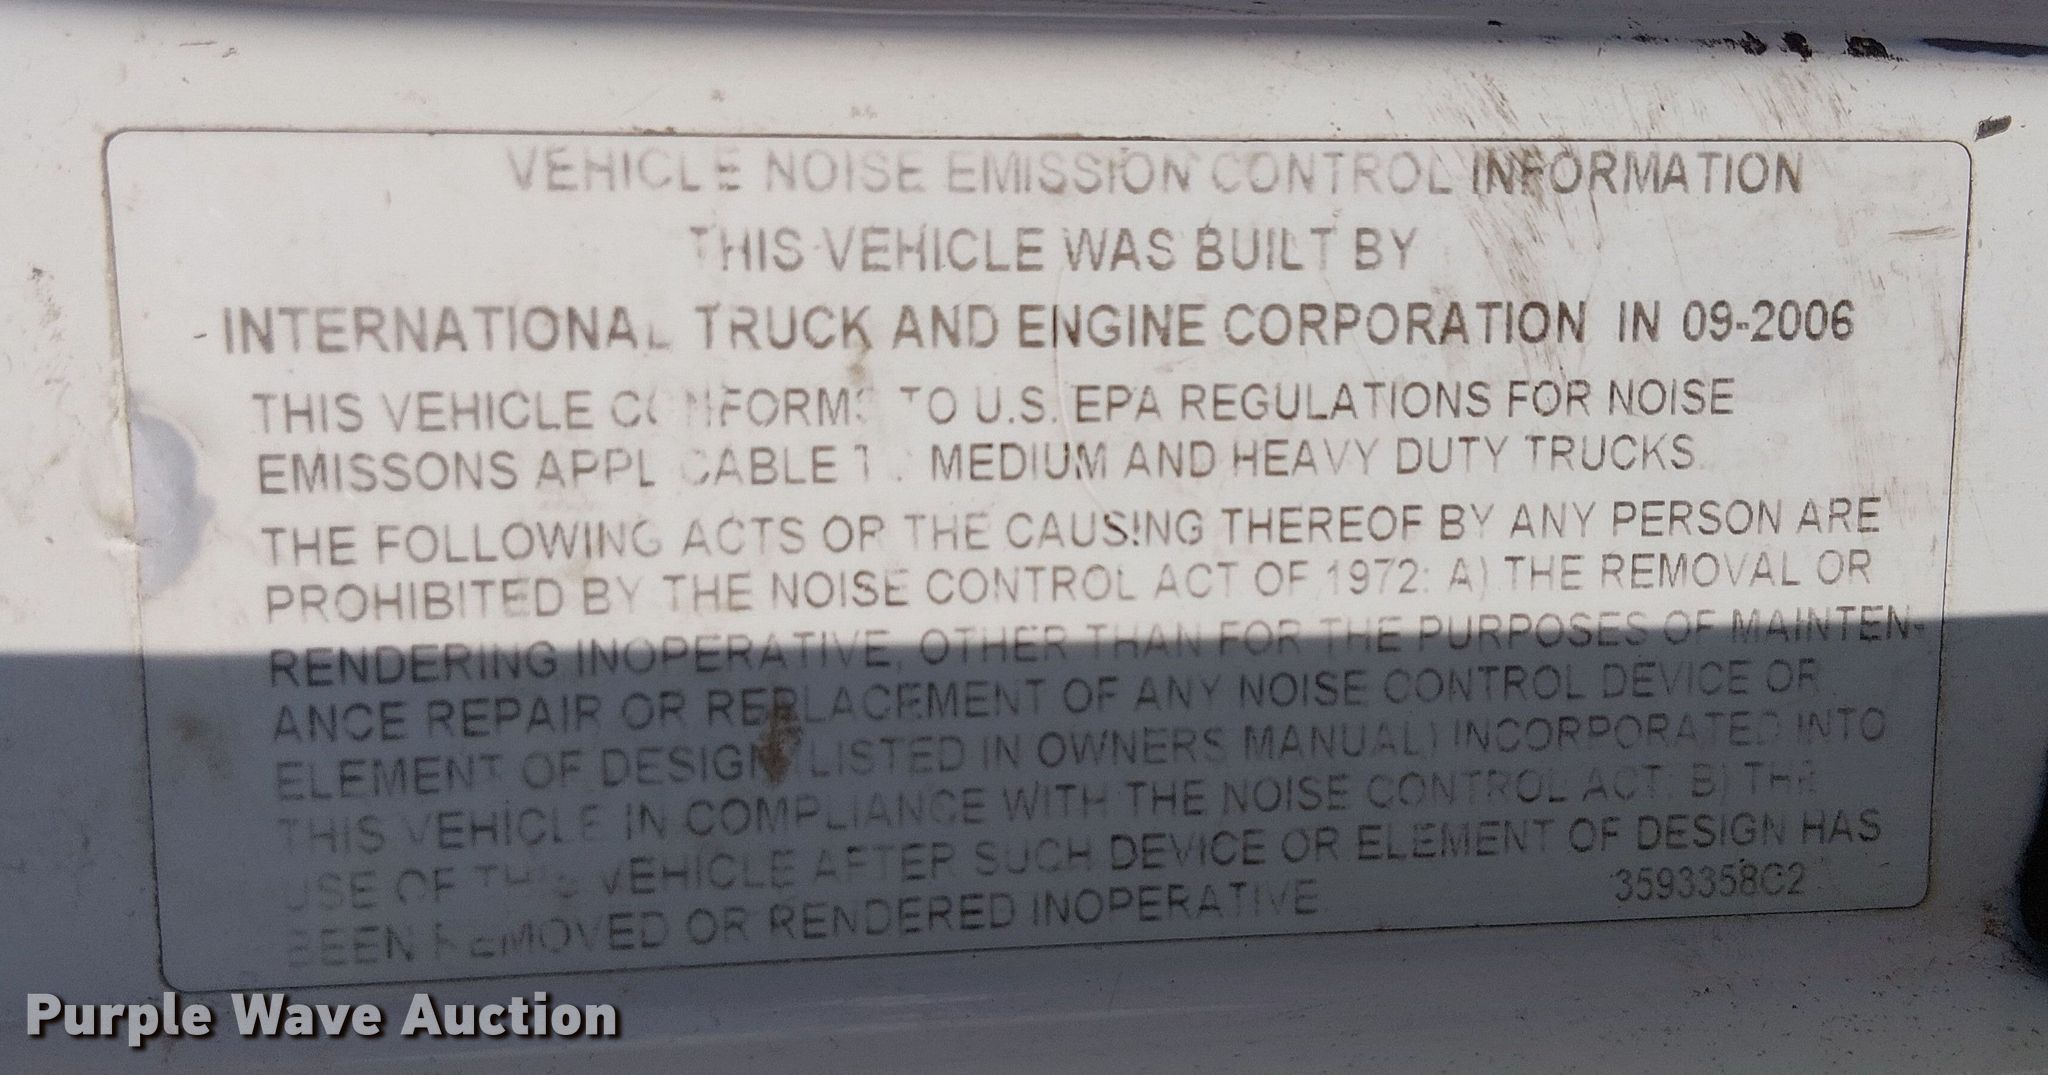 VEHICLE NOISE EMISSION CONTROL INFORMATION
THIS VEHICLE WAS BUILT BY
INTERNATIONAL TRUCK AND ENGINE CORPORATION IN 09-2006
THIS VEHICLE CONFORMS TO U.S. EPA REGULATIONS FOR NOISE
EMISSONS APPLICABLE TO MEDIUM AND HEAVY DUTY TRUCKS.
THE FOLLOWING ACTS OR THE CAUSING THEREOF BY ANY PERSON ARE
PROHIBITED BY THE NOISE CONTROL ACT OF 1972: A) THE REMOVAL OR
RENDERING INOPERATIVE, OTHER THAN FOR THE PURPOSES OF MAINTEN-
ANCE REPAIR OR REPLACEMENT OF ANY NOISE CONTROL DEVICE OR
ELEMENT OF DESIGN (LISTED IN OWNERS MANUAL) INCORPORATED INTO
THIS VEHICLE IN COMPLIANCE WITH THE NOISE CONTROL ACT: B) THE
USE OF THIS VEHICLE AFTER SUCH DEVICE OR ELEMENT OF DESIGN HAS
BEEN REMOVED OR RENDERED INOPERATIVE
3593358C2
Purple Wave Auction